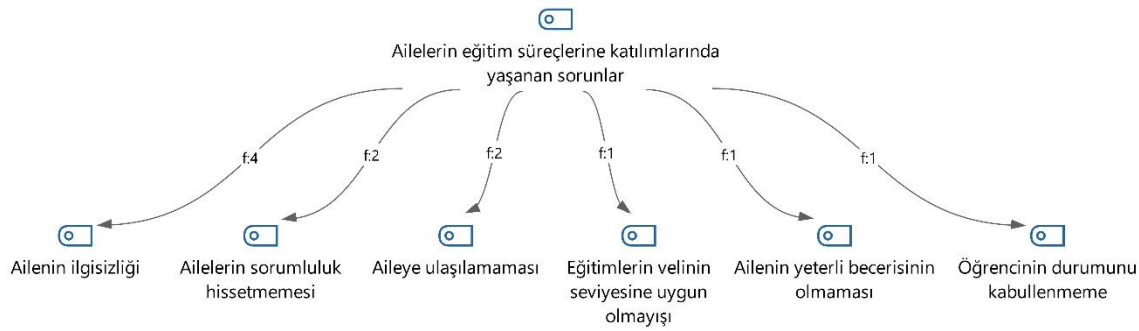 Ailelerin eğitim süreçlerine katılımlarında
yaşanan sorunlar
f:4
f:2
f:2
f:1
f:1
f:1
Ailenin ilgisizliği
Ailelerin sorumluluk
hissetmemesi
Aileye ulaşılamaması
Eğitimlerin velinin
seviyesine uygun
olmayışı
Ailenin yeterli becerisinin
olmaması
Öğrencinin durumunu
kabullenmeme